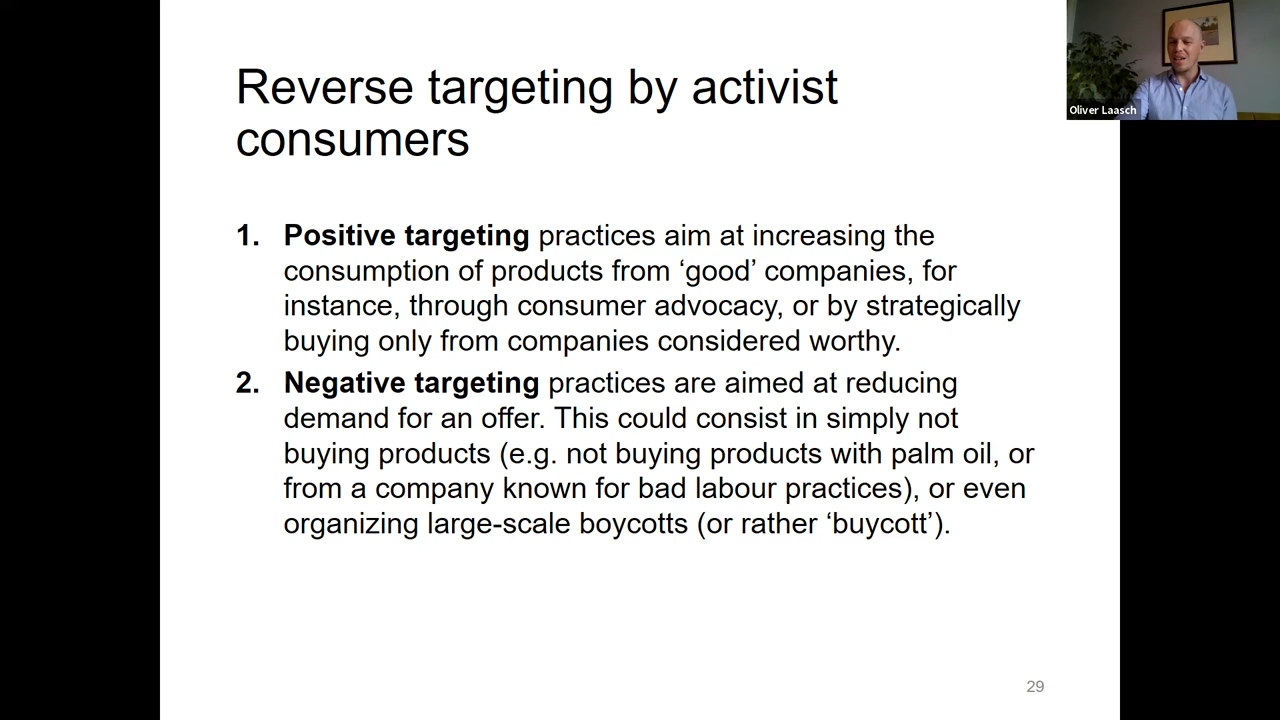 Reverse targeting by activist
consumers
Oliver Laasch
1. Positive targeting practices aim at increasing the
consumption of products from ‘good’ companies, for
instance, through consumer advocacy, or by strategically
buying only from companies considered worthy.
2. Negative targeting practices are aimed at reducing
demand for an offer. This could consist in simply not
buying products (e.g. not buying products with palm oil, or
from a company known for bad labour practices), or even
organizing large-scale boycotts (or rather ‘buycott’).
29